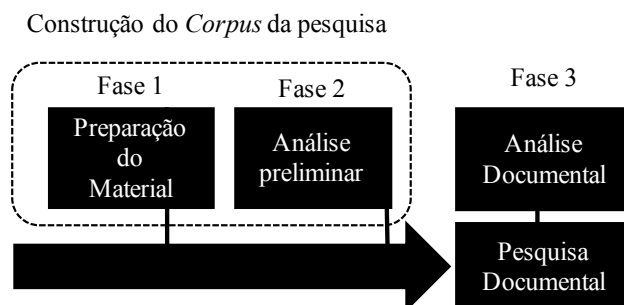 Construção do Corpus da pesquisa
Fase 1
Preparação
do
Material
Fase 2
Análise
preliminar
Fase 3
Análise
Documental
Pesquisa
Documental